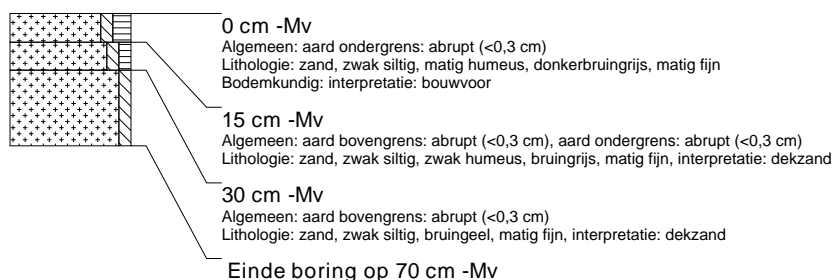 0 cm -Mv
Algemeen: aard ondergrens: abrupt (<0,3 cm)
Lithologie: zand, zwak siltig, matig humeus, donkerbruingrijs, matig fijn
Bodemkundig: interpretatie: bouwvoor
15 cm -Mv
Algemeen: aard bovengrens: abrupt (<0,3 cm), aard ondergrens: abrupt (<0,3 cm)
Lithologie: zand, zwak siltig, zwak humeus, bruingrijs, matig fijn, interpretatie: dekzand
30 cm -Mv
Algemeen: aard bovengrens: abrupt (<0,3 cm)
Lithologie: zand, zwak siltig, bruingeel, matig fijn, interpretatie: dekzand
Einde boring op 70 cm -Mv